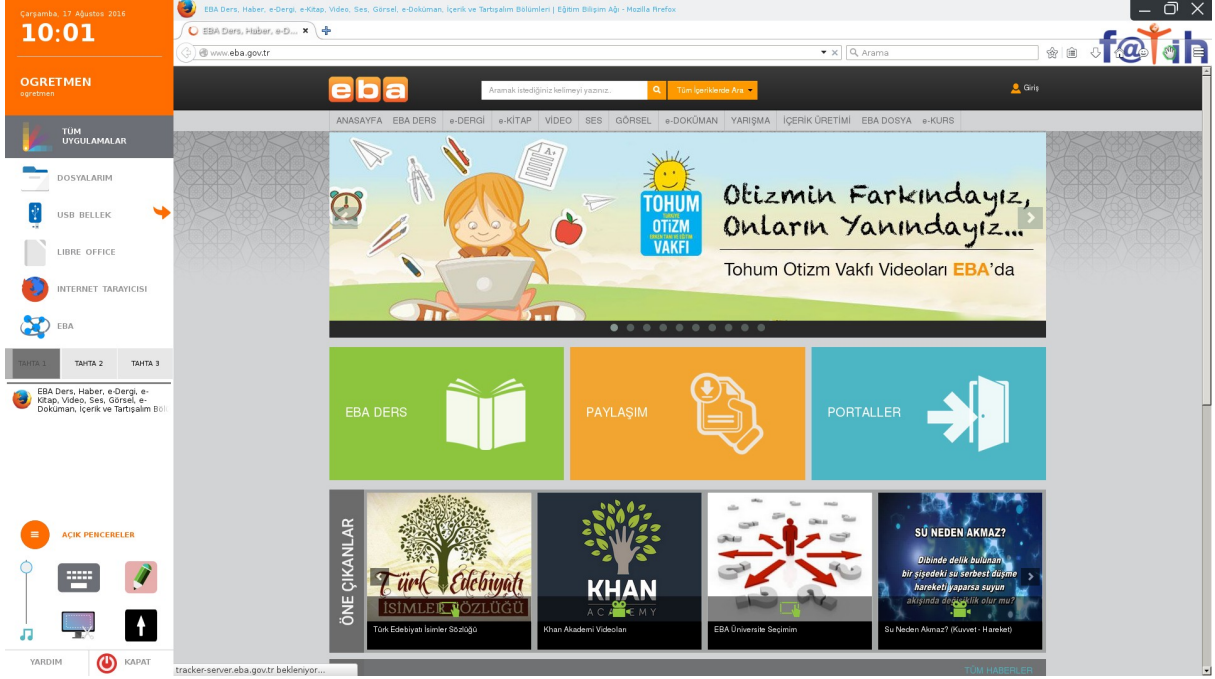 Çarşamba, 17 Ağustos 2016
10:01
OGRETMEN
ogretmen
TÜM
UYGULAMALAR
DOSYALARIM
USB BELLEK
LIBRE OFFICE
INTERNET TARAYICISI
EBA
TAHTA 1 TAHTA 2 TAHTA 3
EBA Ders, Haber, e-Dergi, e-
Kitap, Video, Ses, Görsel, e-
Doküman, İçerik ve Tartışalım Böl
AÇIK PENCERELER
YARDIM KAPAT
EBA Ders, Haber, e-Dergi, e-Kitap, Video, Ses, Görsel, e-Doküman, İçerik ve Tartışalım Bölümleri | Eğitim Bilişim Ağı - Mozilla Firefox
EBA Ders, Haber, e-D...
www.eba.gov.tr
Arama
f@tih
eba
Aramak istediğiniz kelimeyi yazınız..
Tüm İçeriklerde Ara
Giriş
ANASAYFA EBA DERS e-DERGİ e-KİTAP VİDEO SES GÖRSEL e-DOKÜMAN YARIŞMA İÇERİK ÜRETİMİ EBA DOSYA e-KURS
A+
TOHUM
TÜRKİYE
OTİZM
VAKFI
Otizmin Farkındayız,
Onların Yanındayız...
Tohum Otizm Vakfı Videoları EBA'da
EBA DERS
PAYLAŞIM
PORTALLER
ÖNE ÇIKANLAR
Türk Edebiyatı
İSİMLER SÖZLÜĞÜ
Türk Edebiyatı İsimler Sözlüğü
KHAN
ACADEMY
Khan Akademi Videoları
EBA Üniversite Seçimim
SU NEDEN AKMAZ?
Dibinde delik bulunan
bir şişedeki su serbest düşme
hareketi yaparsa suyun
akışında değişiklik olur mu?
Su Neden Akmaz? (Kuvvet - Hareket)
TÜM HABERLER
tracker-server.eba.gov.tr bekleniyor...